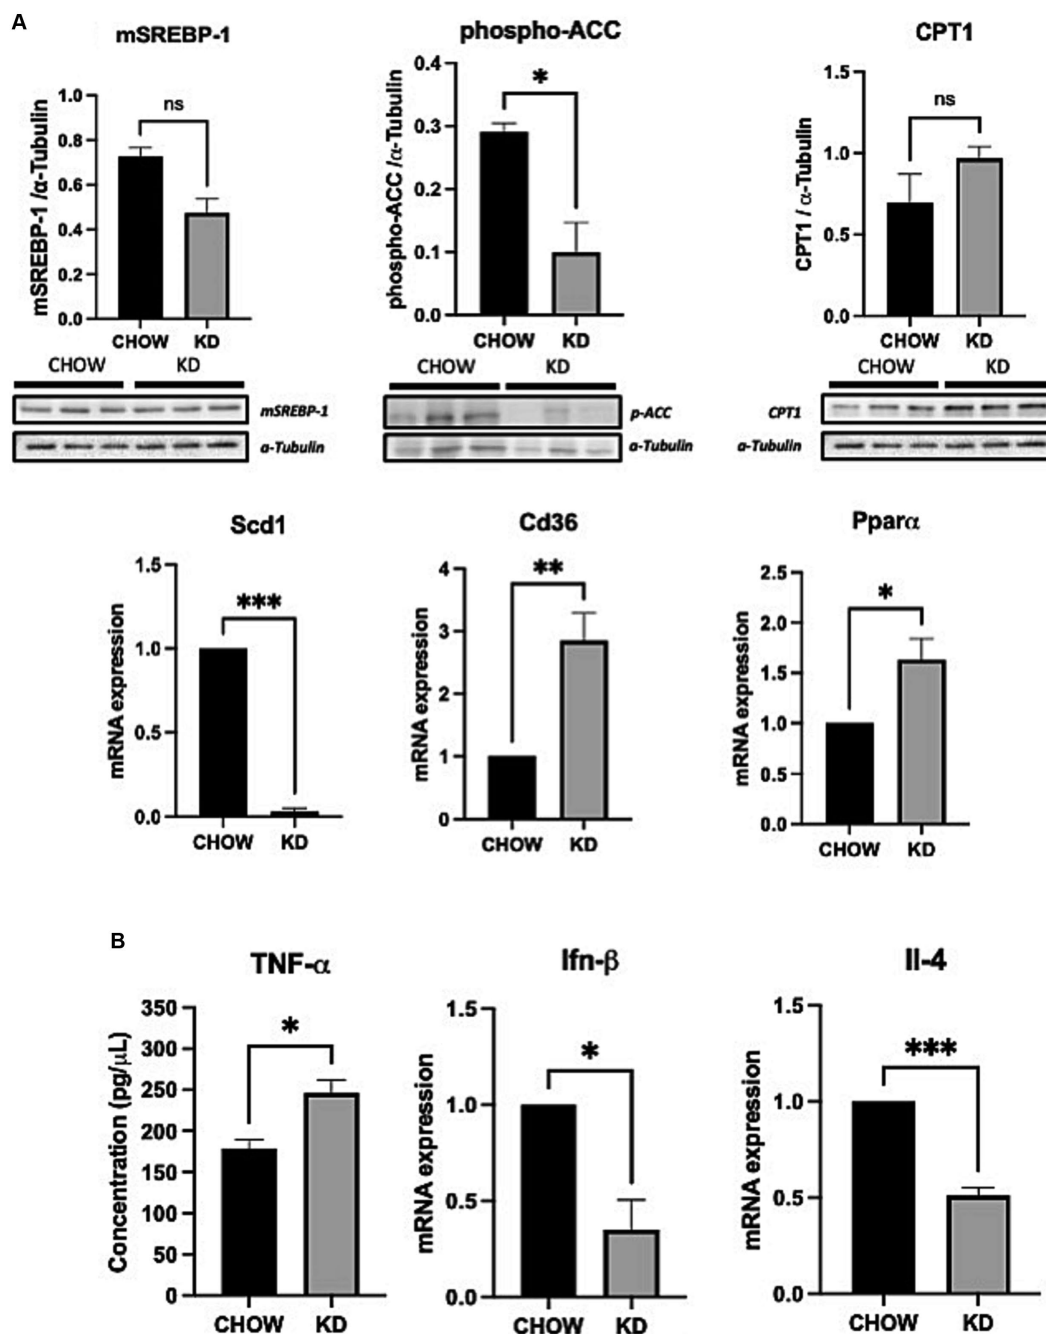 A
mSREBP-1
mSREBP-1 /α-Tubulin
1.0
0.8
0.6
0.4
0.2
0.0
ns
CHOW KD
CHOW KD
mSREBP-1
α-Tubulin
phospho-ACC
phospho-ACC /α-Tubulin
0.4
0.3
0.2
0.1
0.0
*
CHOW KD
CHOW KD
p-ACC
α-Tubulin
CPT1
CPT1 / α-Tubulin
1.5
1.0
0.5
0.0
ns
CHOW KD
CHOW KD
CPT1
α-Tubulin
Scd1
mRNA expression
1.5
1.0
0.5
0.0
***
CHOW KD
Cd36
mRNA expression
4
3
2
1
0
**
CHOW KD
Pparα
mRNA expression
2.5
2.0
1.5
1.0
0.5
0.0
*
CHOW KD
B
TNF-α
Concentration (pg/μL)
350
300
250
200
150
100
50
0
*
CHOW KD
Ifn-β
mRNA expression
1.5
1.0
0.5
0.0
*
CHOW KD
Il-4
mRNA expression
1.5
1.0
0.5
0.0
***
CHOW KD